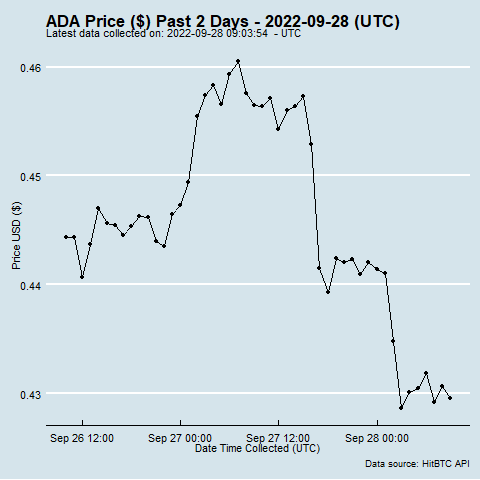 ADA Price ($) Past 2 Days - 2022-09-28 (UTC)
Latest data collected on: 2022-09-28 09:03:54 - UTC
0.46
0.45
0.44
0.43
Price USD ($)
Sep 26 12:00 Sep 27 00:00 Sep 27 12:00 Sep 28 00:00
Date Time Collected (UTC)
Data source: HitBTC API